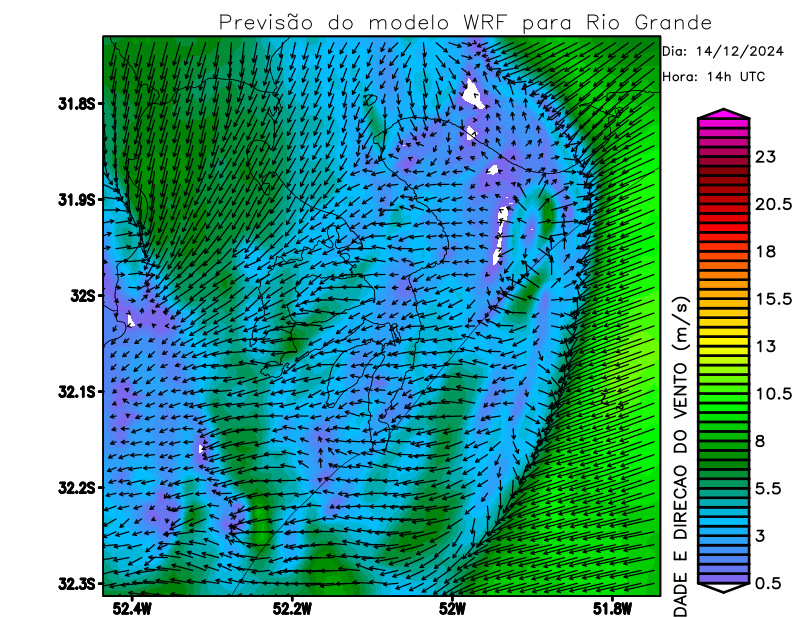 Previsão do modelo WRF para Rio Grande
Dia: 14/12/2024
Hora: 14h UTC
31.8S
31.9S
32S
32.1S
32.2S
32.3S
52.4W
52.2W
52W
51.8W
23
20.5
18
15.5
13
10.5
8
5.5
3
0.5
DADE E DIRECAO DO VENTO (m/s)